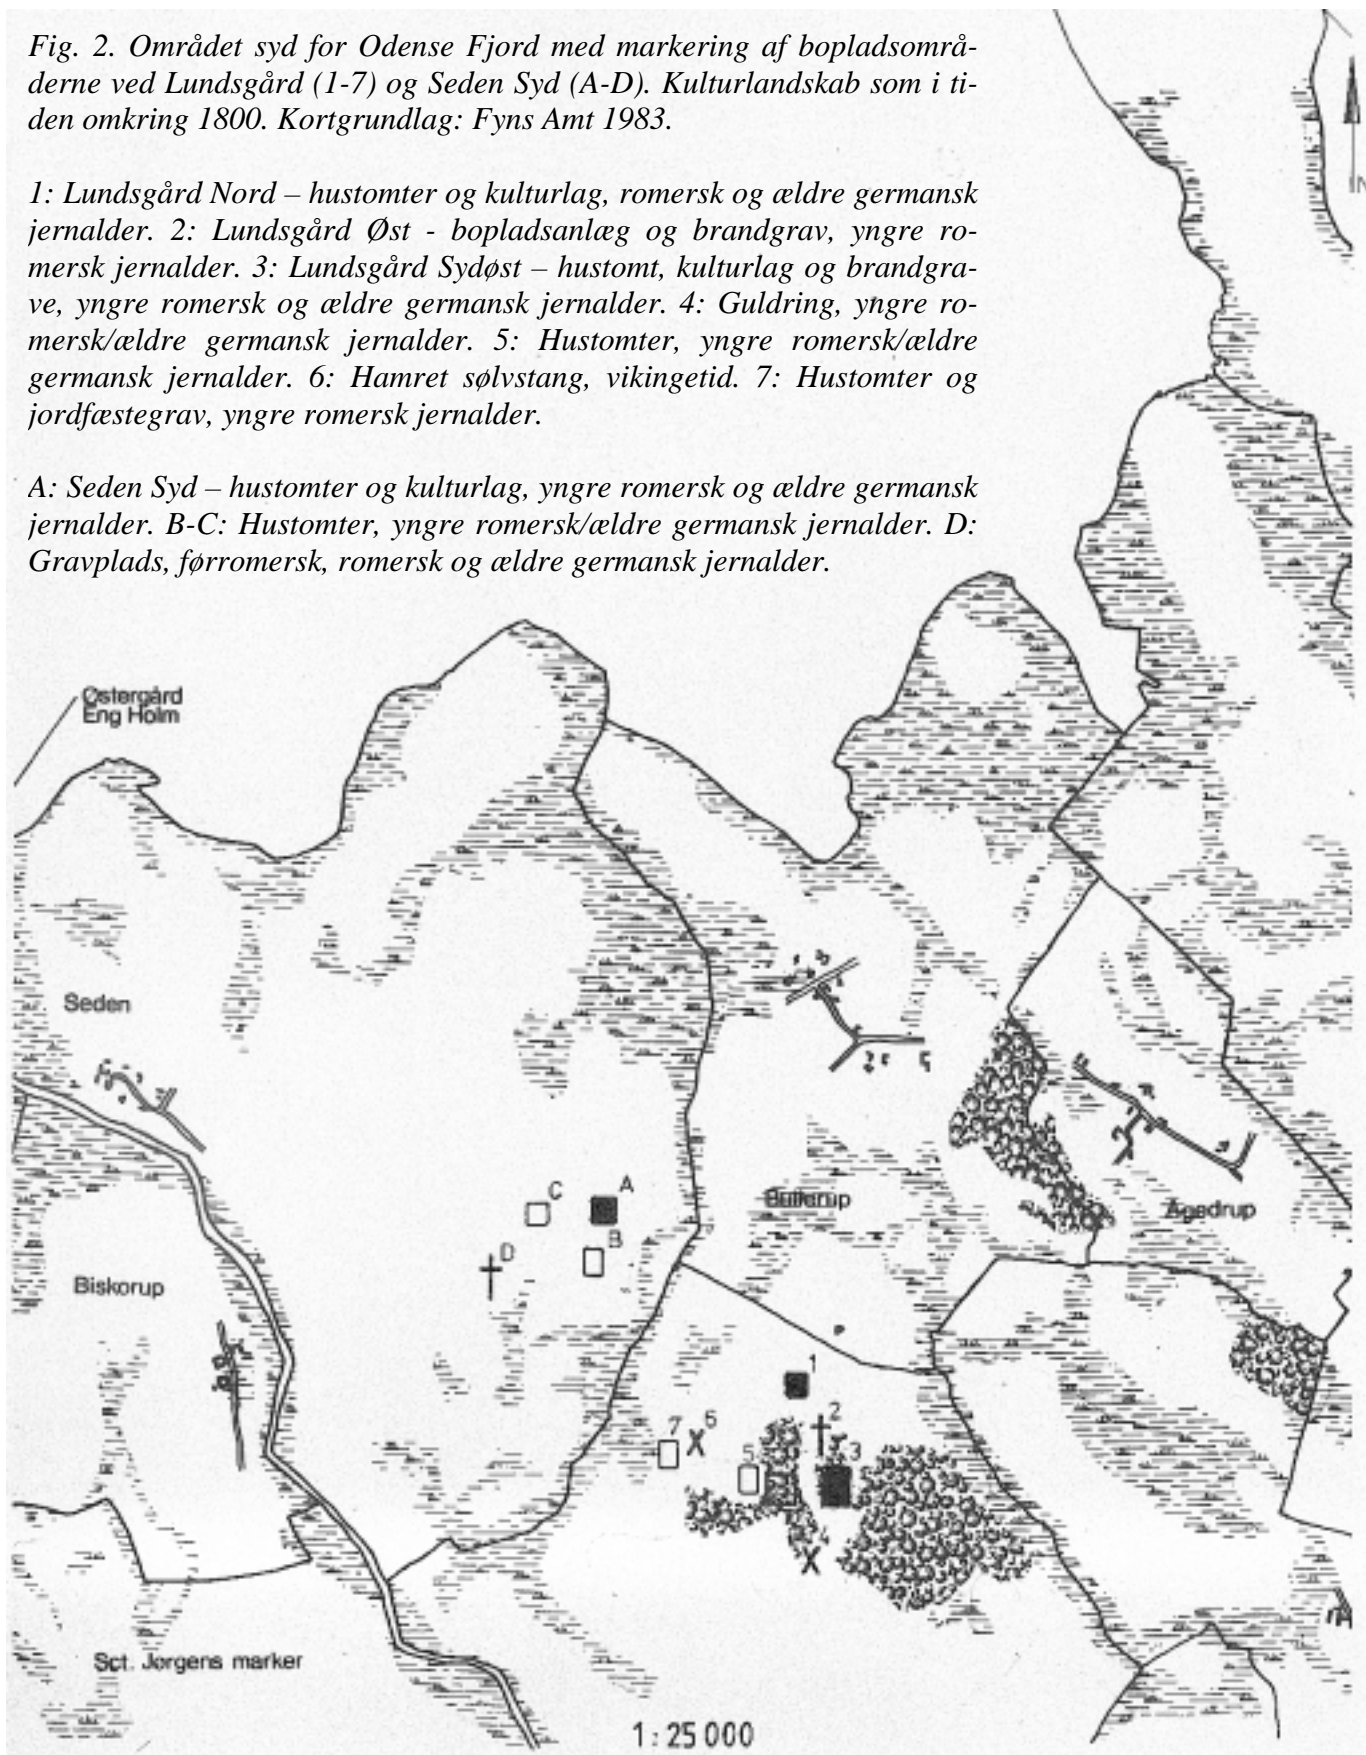 Fig. 2. Området syd for Odense Fjord med markering af bopladsområ-
derne ved Lundsgård (1-7) og Seden Syd (A-D). Kulturlandskab som i ti-
den omkring 1800. Kortgrundlag: Fyns Amt 1983.
1: Lundsgård Nord – hustomter og kulturlag, romersk og ældre germansk
jernalder. 2: Lundsgård Øst - bopladsanlæg og brandgrav, yngre ro-
mersk jernalder. 3: Lundsgård Sydøst – hustomt, kulturlag og brandgra-
ve, yngre romersk og ældre germansk jernalder. 4: Guldring, yngre ro-
mersk/ældre germansk jernalder. 5: Hustomter, yngre romersk/ældre
germansk jernalder. 6: Hamret sølvstang, vikingetid. 7: Hustomter og
jordfæstegrav, yngre romersk jernalder.
A: Seden Syd – hustomter og kulturlag, yngre romersk og ældre germansk
jernalder. B-C: Hustomter, yngre romersk/ældre germansk jernalder. D:
Gravplads, førromersk, romersk og ældre germansk jernalder.
N
Østergård
Eng Holm
Seden
C
A
B
D
Bullerup
Agedrup
Biskorup
1
2
3
4
5
6
7
Sct. Jørgens marker
1:25000